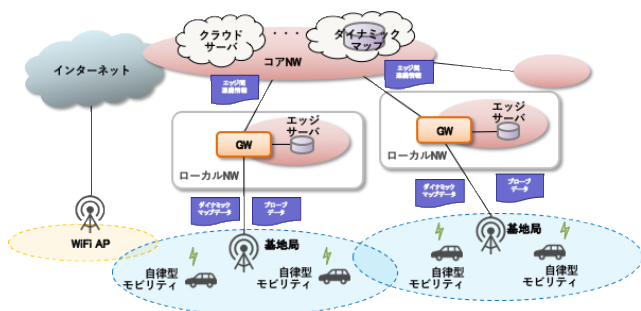 クラウド
サーバ
・・・
ダイナミック
マップ
インターネット
コアNW
エッジ間
連携情報
エッジ間
連携情報
エッジ
サーバ
GW
ローカルNW
エッジ
サーバ
GW
ローカルNW
ダイナミック
マップデータ
プローブ
データ
ダイナミック
マップデータ
プローブ
データ
WiFi AP
基地局
自律型
モビリティ
自律型
モビリティ
基地局
自律型
モビリティ
自律型
モビリティ